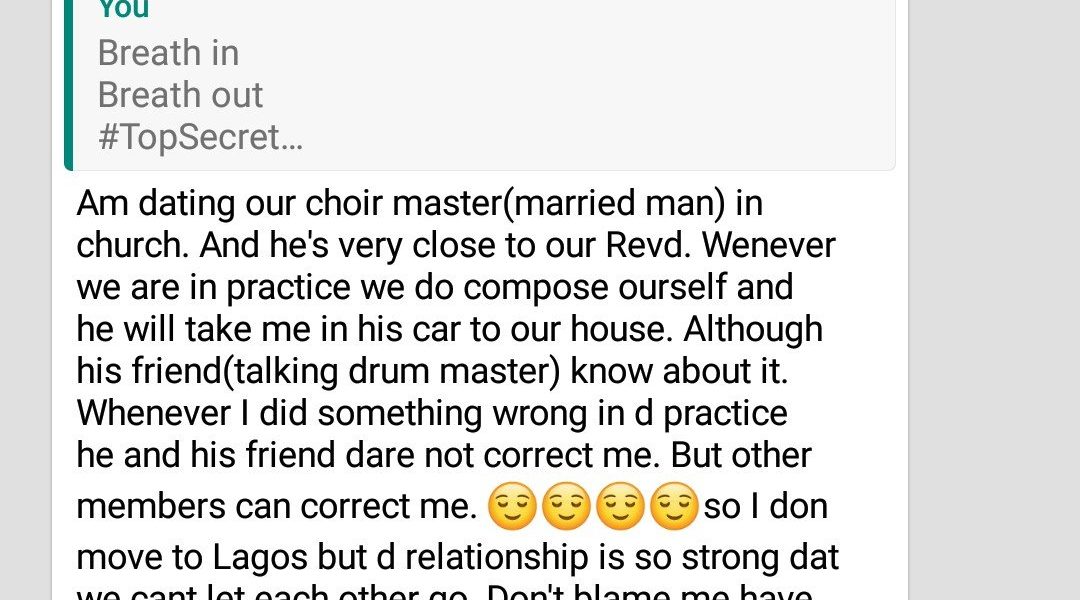 You
Breath in
Breath out
#TopSecret...
Am dating our choir master(married man) in
church. And he's very close to our Revd. Wenever
we are in practice we do compose ourself and
he will take me in his car to our house. Although
his friend(talking drum master) know about it.
Whenever I did something wrong in d practice
he and his friend dare not correct me. But other
members can correct me. 😌😌😌😌so I don
move to Lagos but d relationship is so strong dat
we cant let each other go. Don't blame me have